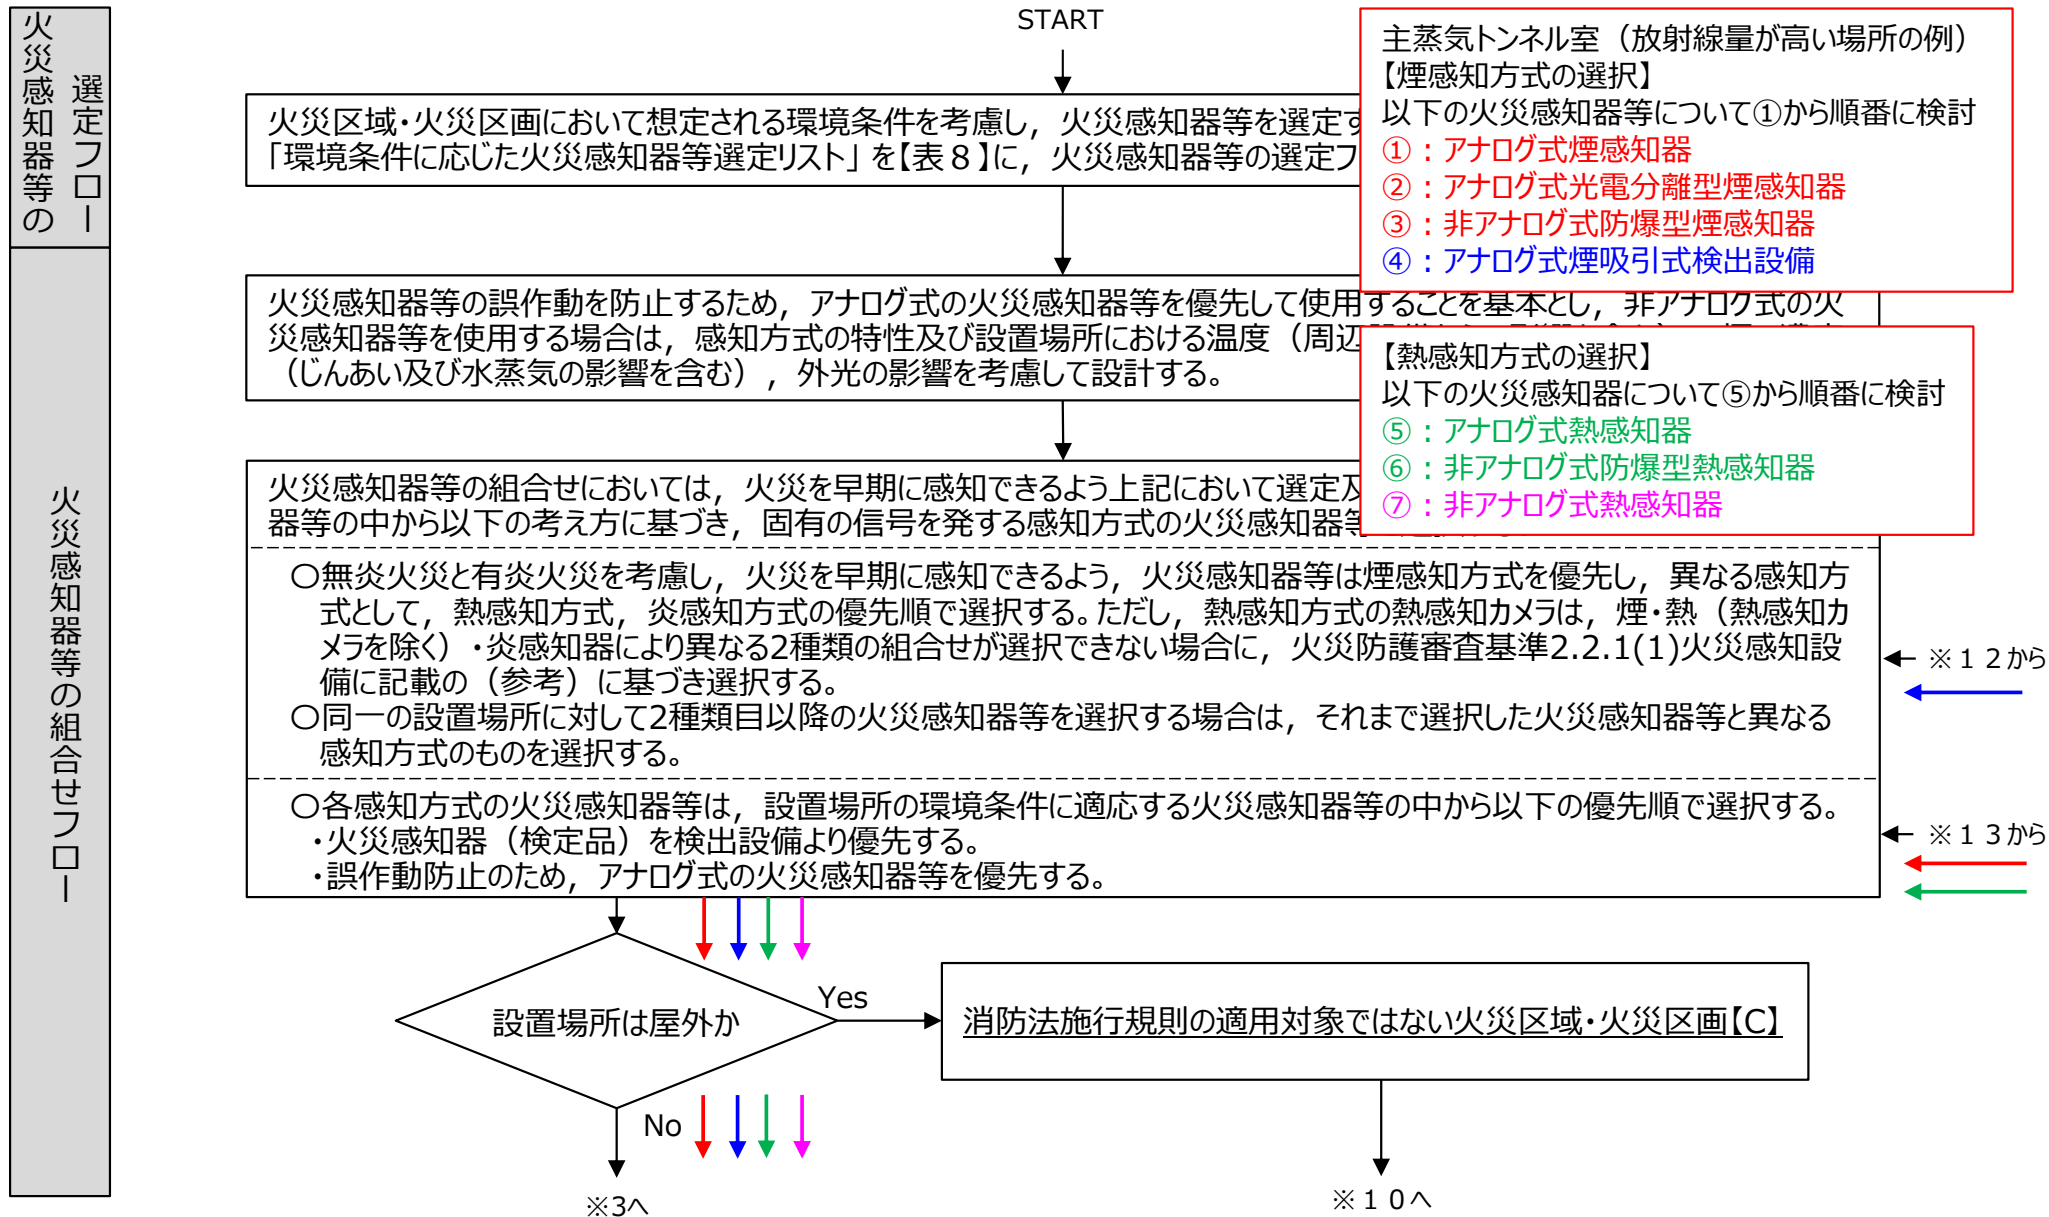 火災感知器等の
選定フロー
火災感知器等の組合せフロー
START
火災区域・火災区画において想定される環境条件を考慮し，火災感知器等を選定す
「環境条件に応じた火災感知器等選定リスト」を【表８】に，火災感知器等の選定フ
主蒸気トンネル室（放射線量が高い場所の例）
【煙感知方式の選択】
以下の火災感知器等について①から順番に検討
①：アナログ式煙感知器
②：アナログ式光電分離型煙感知器
③：非アナログ式防爆型煙感知器
④：アナログ式煙吸引式検出設備
火災感知器等の誤作動を防止するため，アナログ式の火災感知器等を優先して使用することを基本とし，非アナログ式の火
災感知器等を使用する場合は，感知方式の特性及び設置場所における温度（周辺
（じんあい及び水蒸気の影響を含む），外光の影響を考慮して設計する。
【熱感知方式の選択】
以下の火災感知器について⑤から順番に検討
⑤：アナログ式熱感知器
⑥：非アナログ式防爆型熱感知器
⑦：非アナログ式熱感知器
火災感知器等の組合せにおいては，火災を早期に感知できるよう上記において選定及
器等の中から以下の考え方に基づき，固有の信号を発する感知方式の火災感知器等
○無炎火災と有炎火災を考慮し，火災を早期に感知できるよう，火災感知器等は煙感知方式を優先し，異なる感知方
式として，熱感知方式，炎感知方式の優先順で選択する。ただし，熱感知方式の熱感知カメラは，煙・熱（熱感知カ
メラを除く）・炎感知器により異なる2種類の組合せが選択できない場合に，火災防護審査基準2.2.1(1)火災感知設
備に記載の（参考）に基づき選択する。
○同一の設置場所に対して2種類目以降の火災感知器等を選択する場合は，それまで選択した火災感知器等と異なる
感知方式のものを選択する。
※１２から
○各感知方式の火災感知器等は，設置場所の環境条件に適応する火災感知器等の中から以下の優先順で選択する。
・火災感知器（検定品）を検出設備より優先する。
・誤作動防止のため，アナログ式の火災感知器等を優先する。
※１３から
設置場所は屋外か
Yes
消防法施行規則の適用対象ではない火災区域・火災区画【C】
No
※3へ
※１０へ